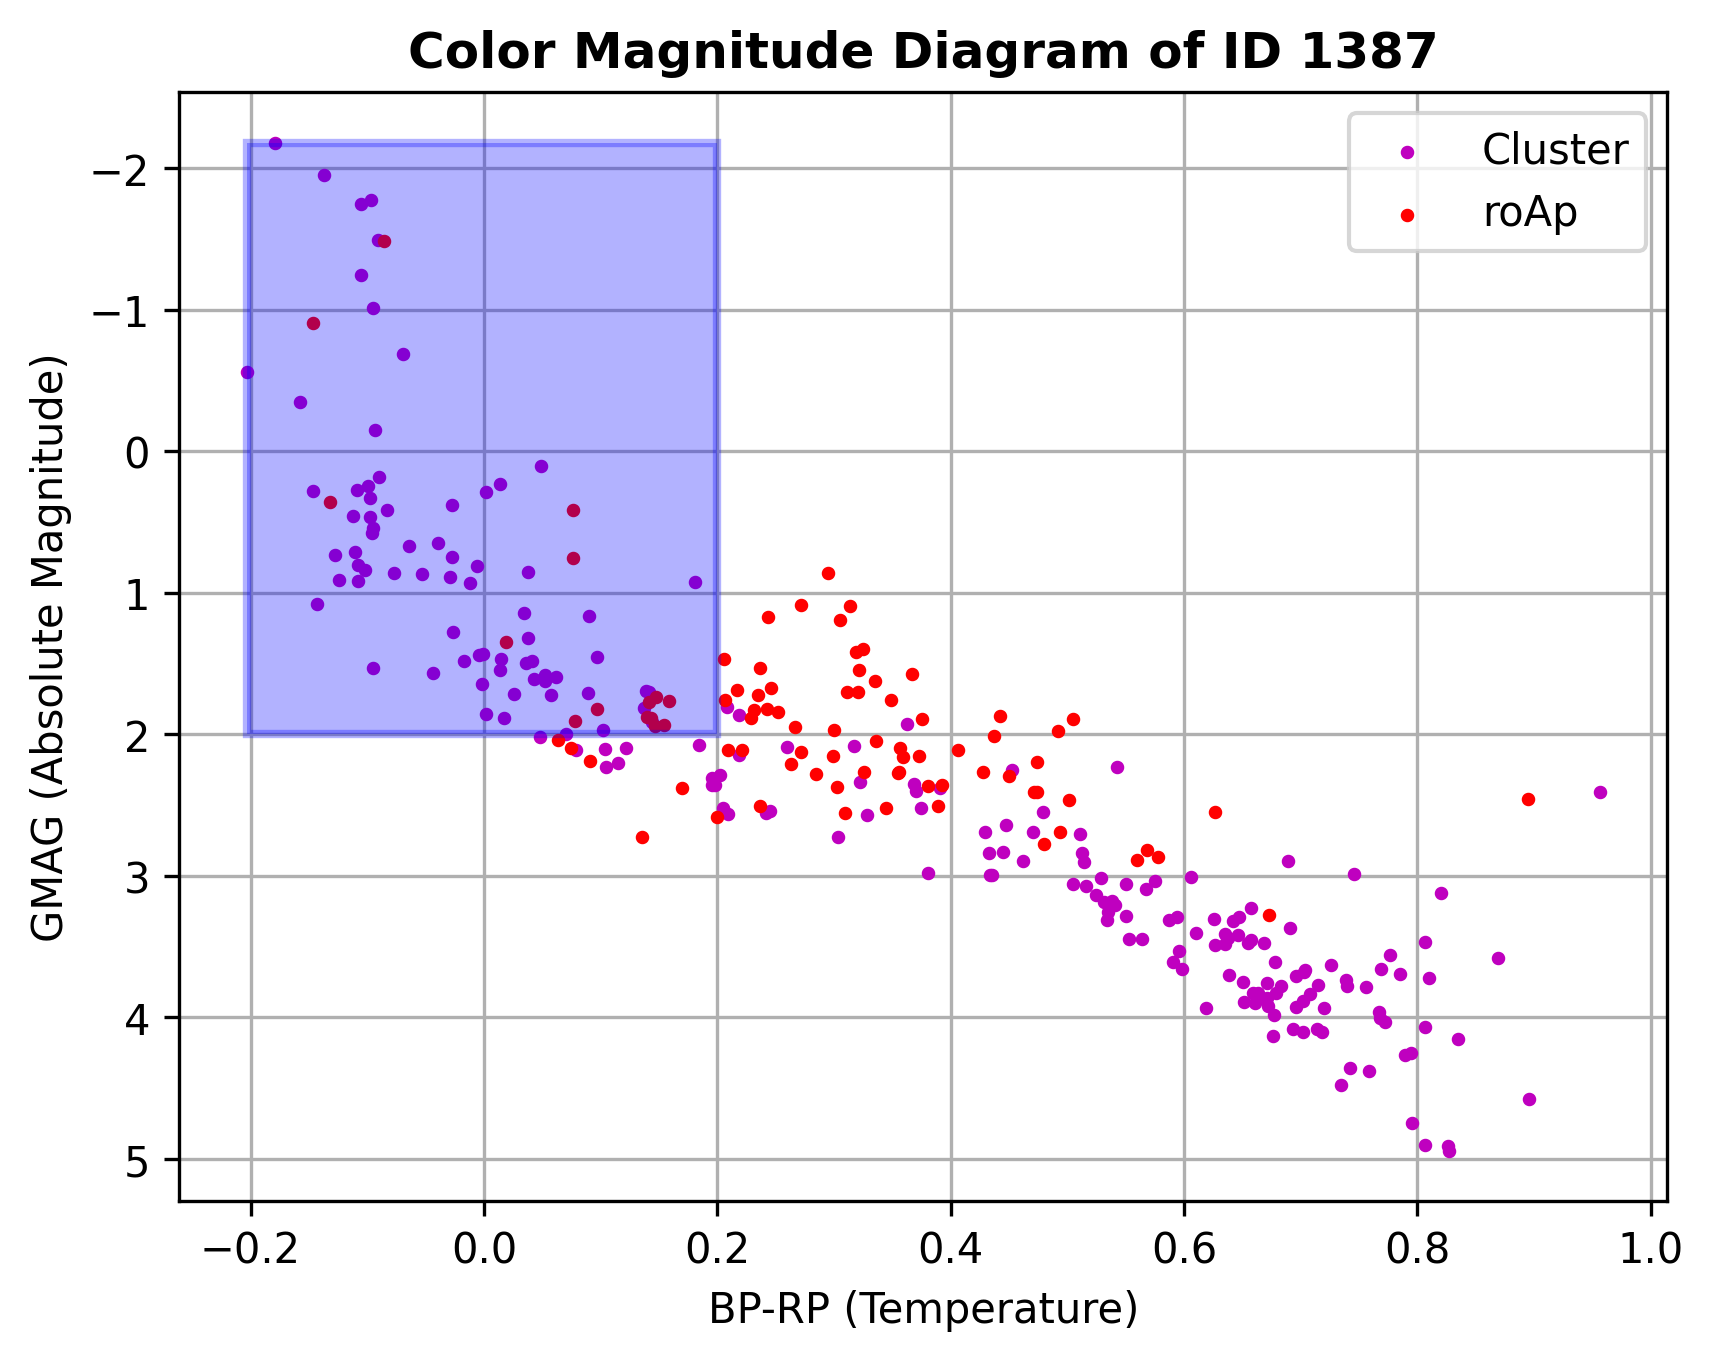 Color Magnitude Diagram of ID 1387
Cluster
roAp
−2
−1
0
1
2
3
4
5
GMAG (Absolute Magnitude)
−0.2 0.0 0.2 0.4 0.6 0.8 1.0
BP-RP (Temperature)